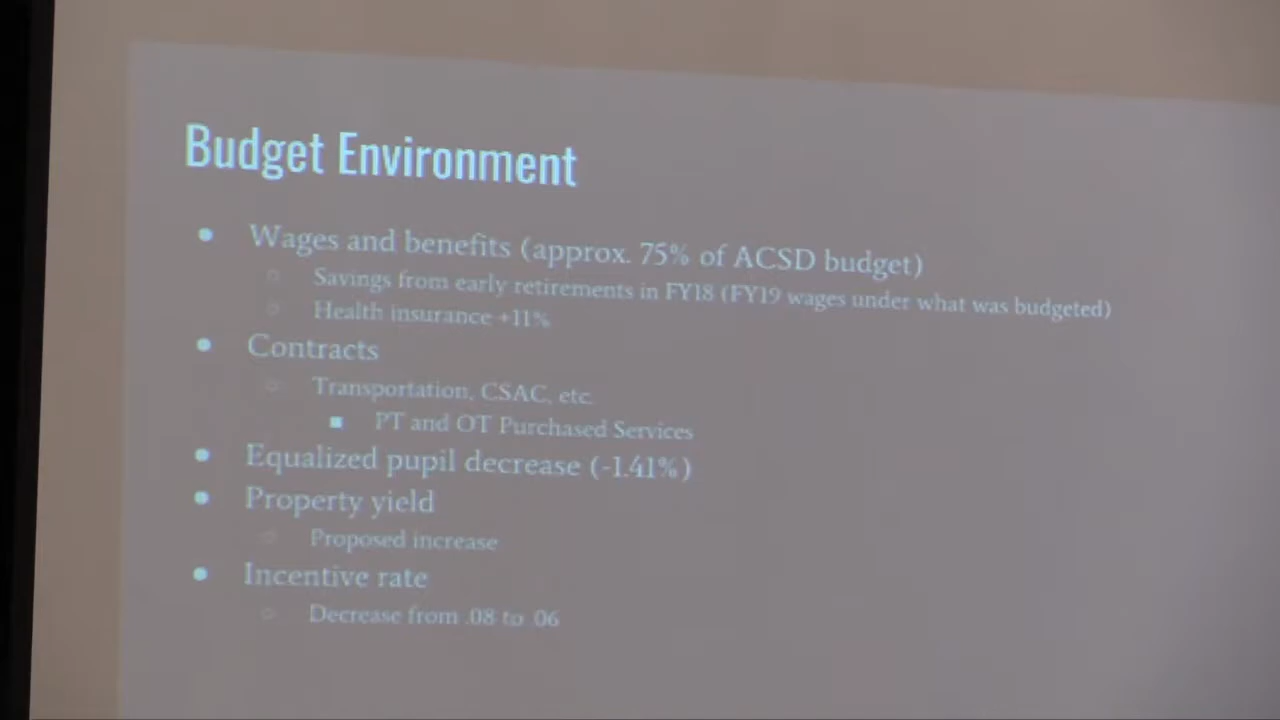 Budget Environment
Wages and benefits (approx. 75% of ACSD budget)
Savings from early retirements in FY18 (FY19 wages under what was budgeted)
Health insurance +11%
Contracts
Transportation, CSAC, etc.
PT and OT Purchased Services
Equalized pupil decrease (-1.41%)
Property yield
Proposed increase
Incentive rate
Decrease from .08 to .06